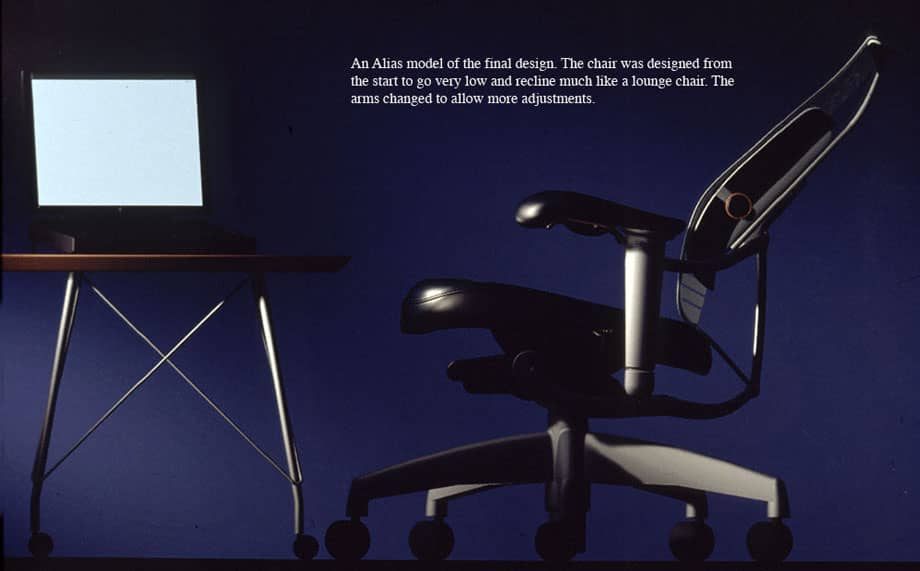 An Alias model of the final design. The chair was designed from
the start to go very low and recline much like a lounge chair. The
arms changed to allow more adjustments.